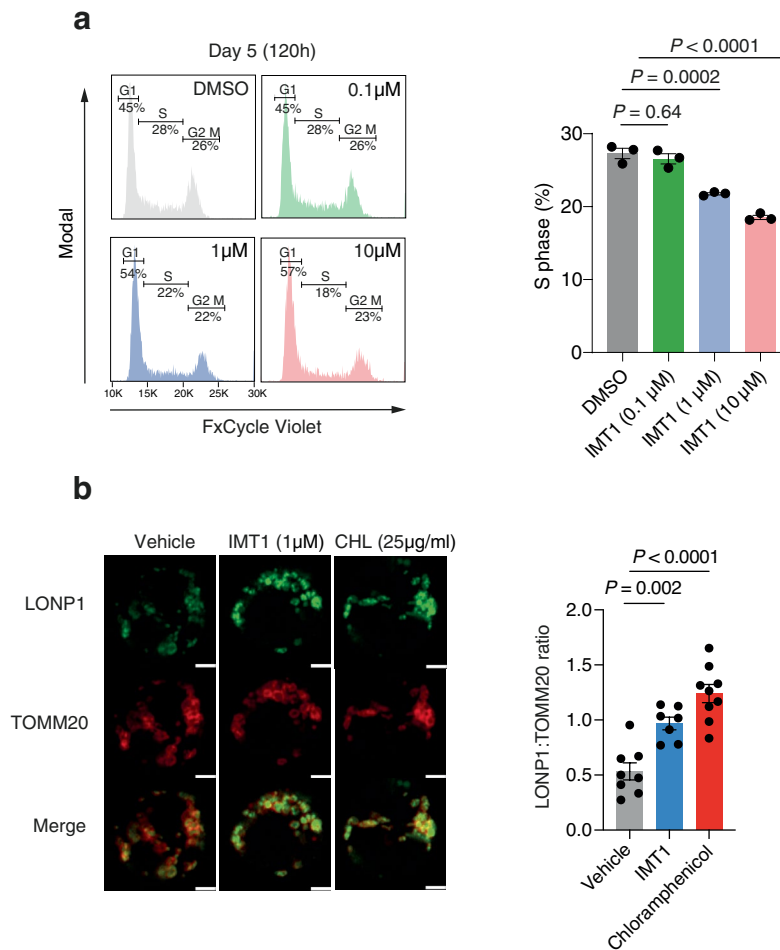 a
Day 5 (120h)
DMSO
G1
45%
S
28%
G2 M
26%
0.1µM
G1
45%
S
28%
G2 M
26%
1µM
G1
54%
S
22%
G2 M
22%
10µM
G1
57%
S
18%
G2 M
23%
Modal
10K 15K 20K 25K 30K
FxCycle Violet
P < 0.0001
P = 0.0002
P = 0.64
30
20
10
0
S phase (%)
DMSO
IMT1 (0.1 µM)
IMT1 (1 µM)
IMT1 (10 µM)
b
Vehicle IMT1 (1µM) CHL (25µg/ml)
LONP1
TOMM20
Merge
P < 0.0001
P = 0.002
2.0
1.5
1.0
0.5
0.0
LONP1:TOMM20 ratio
Vehicle
IMT1
Chloramphenicol